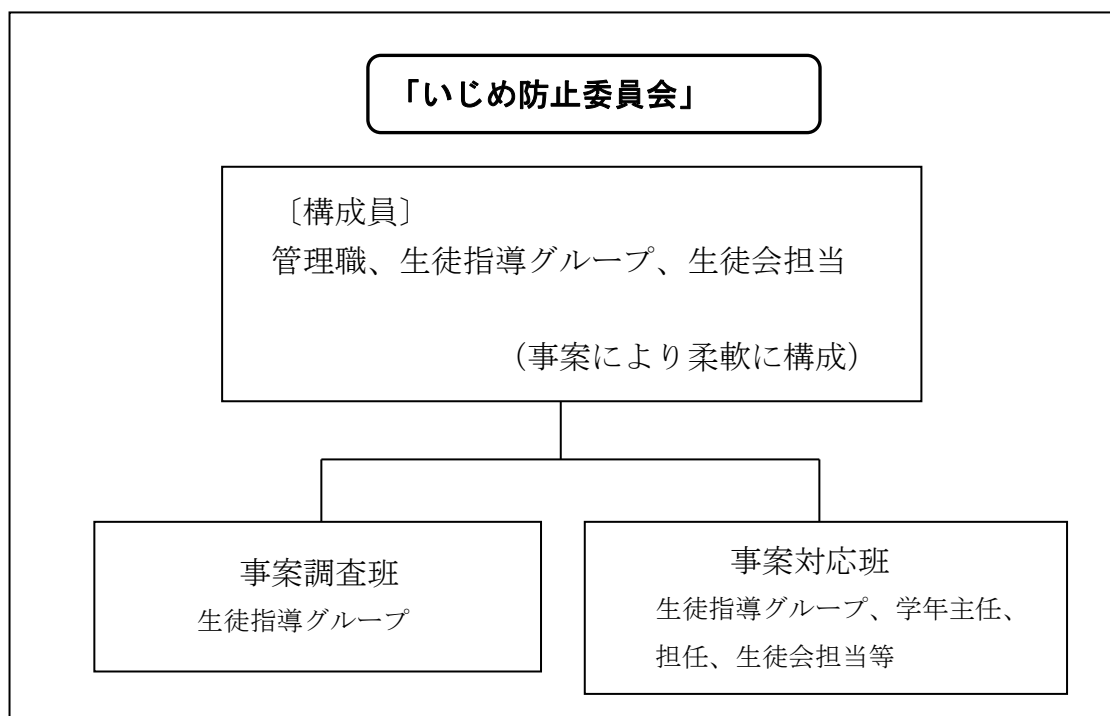 「いじめ防止委員会」
〔構成員〕
管理職、生徒指導グループ、生徒会担当
（事案により柔軟に構成）
事案調査班
生徒指導グループ
事案対応班
生徒指導グループ、学年主任、
担任、生徒会担当等